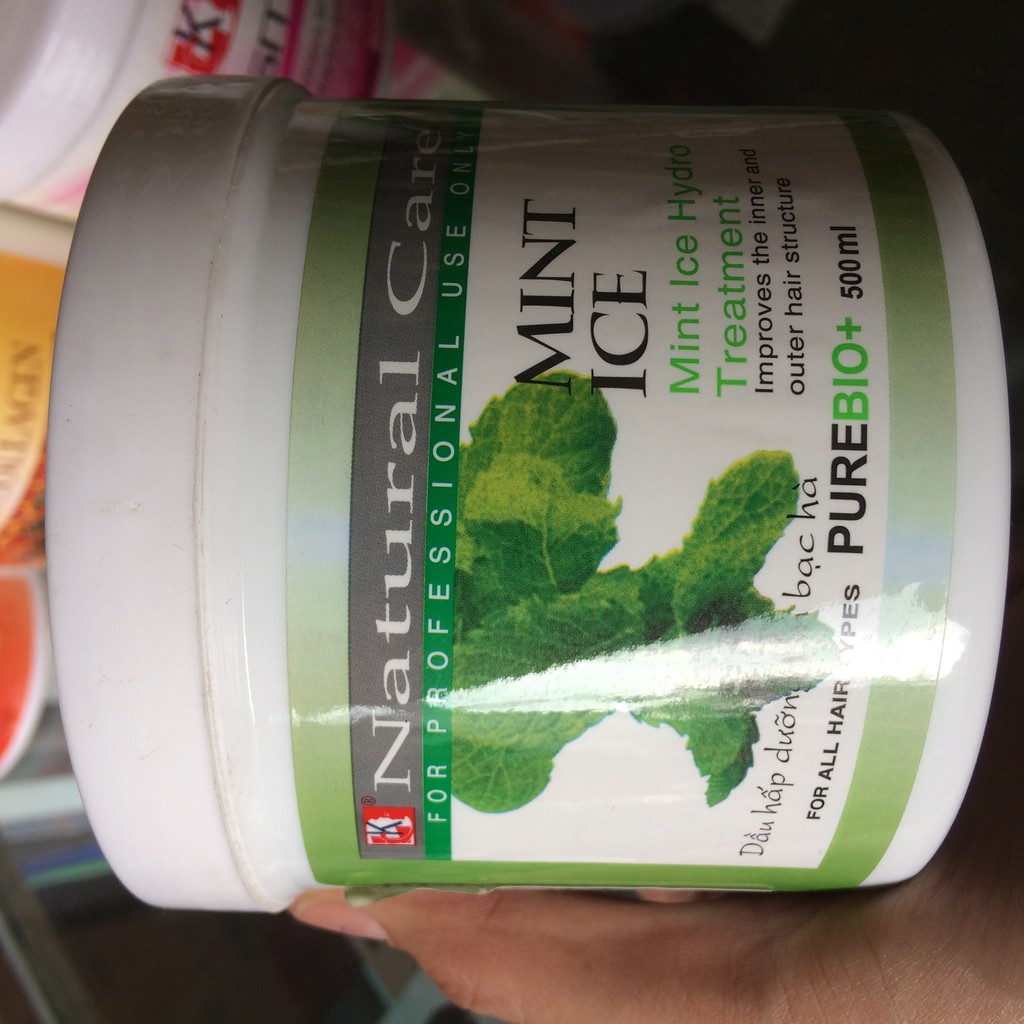 K® Natural Care
FOR PROFESSIONAL USE ONLY
MINT
ICE
Mint Ice Hydro
Treatment
Improves the inner and
outer hair structure
Dầu hấp dưỡng bạc hà
FOR ALL HAIR TYPES PUREBIO+ 500ml
K